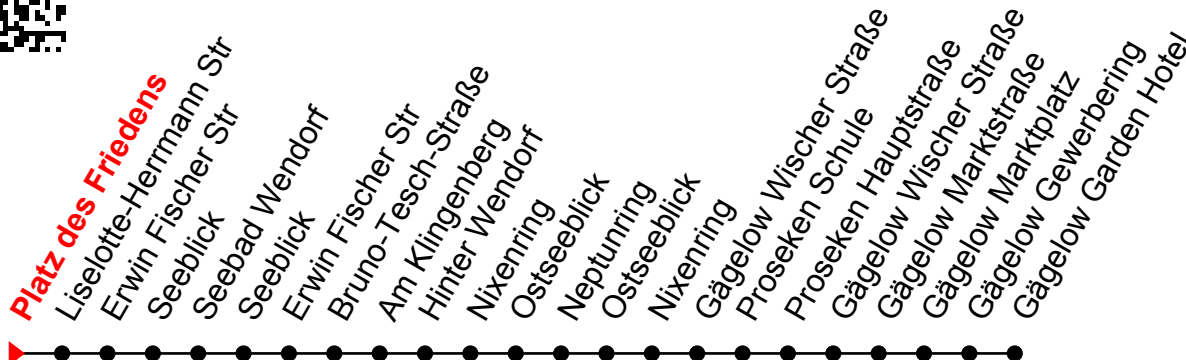 Platz des Friedens
Liselotte-Herrmann Str
Erwin Fischer Str
Seeblick
Seebad Wendorf
Seeblick
Erwin Fischer Str
Bruno-Tesch-Straße
Am Klingenberg
Hinter Wendorf
Nixenring
Ostseeblick
Neptunring
Ostseeblick
Nixenring
Gägelow Wischer Straße
Proseken Schule
Proseken Hauptstraße
Gägelow Wischer Straße
Gägelow Marktstraße
Gägelow Marktplatz
Gägelow Gewerbering
Gägelow Garden Hotel